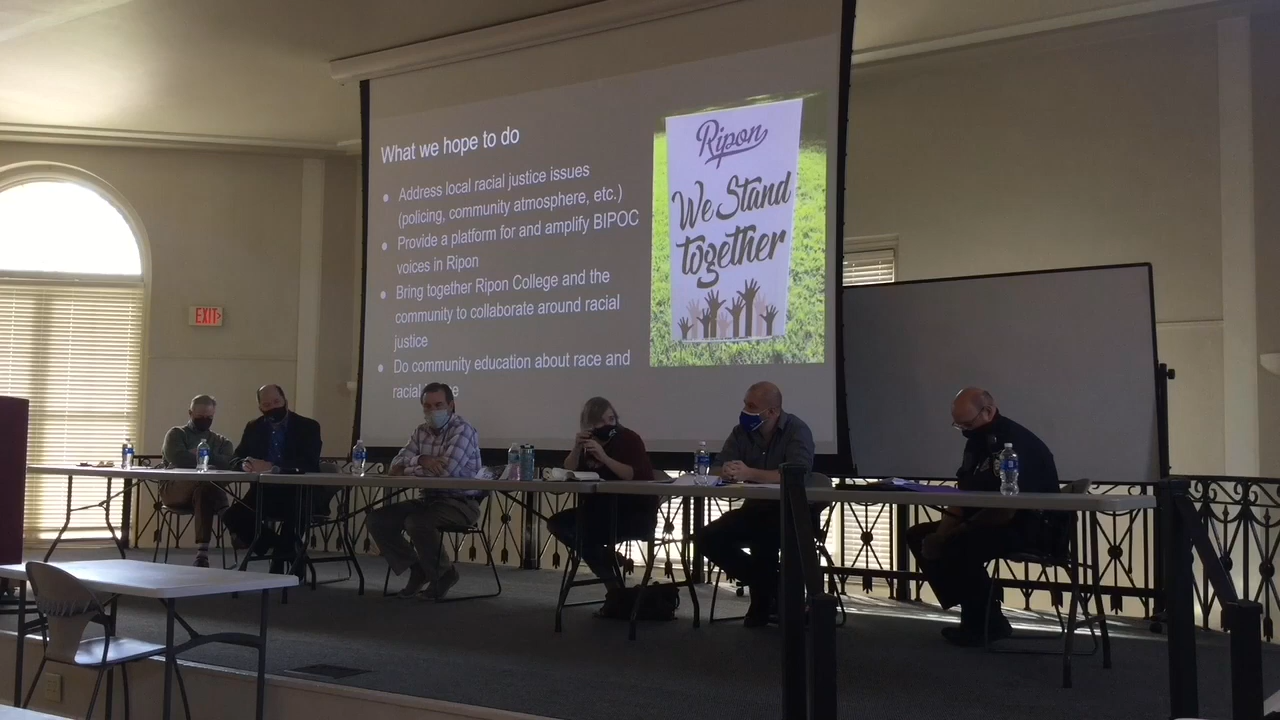 What we hope to do
● Address local racial justice issues
(policing, community atmosphere, etc.)
● Provide a platform for and amplify BIPOC
voices in Ripon
● Bring together Ripon College and the
community to collaborate around racial
justice
● Do community education about race and
racial
Ripon
We Stand
together
EXIT